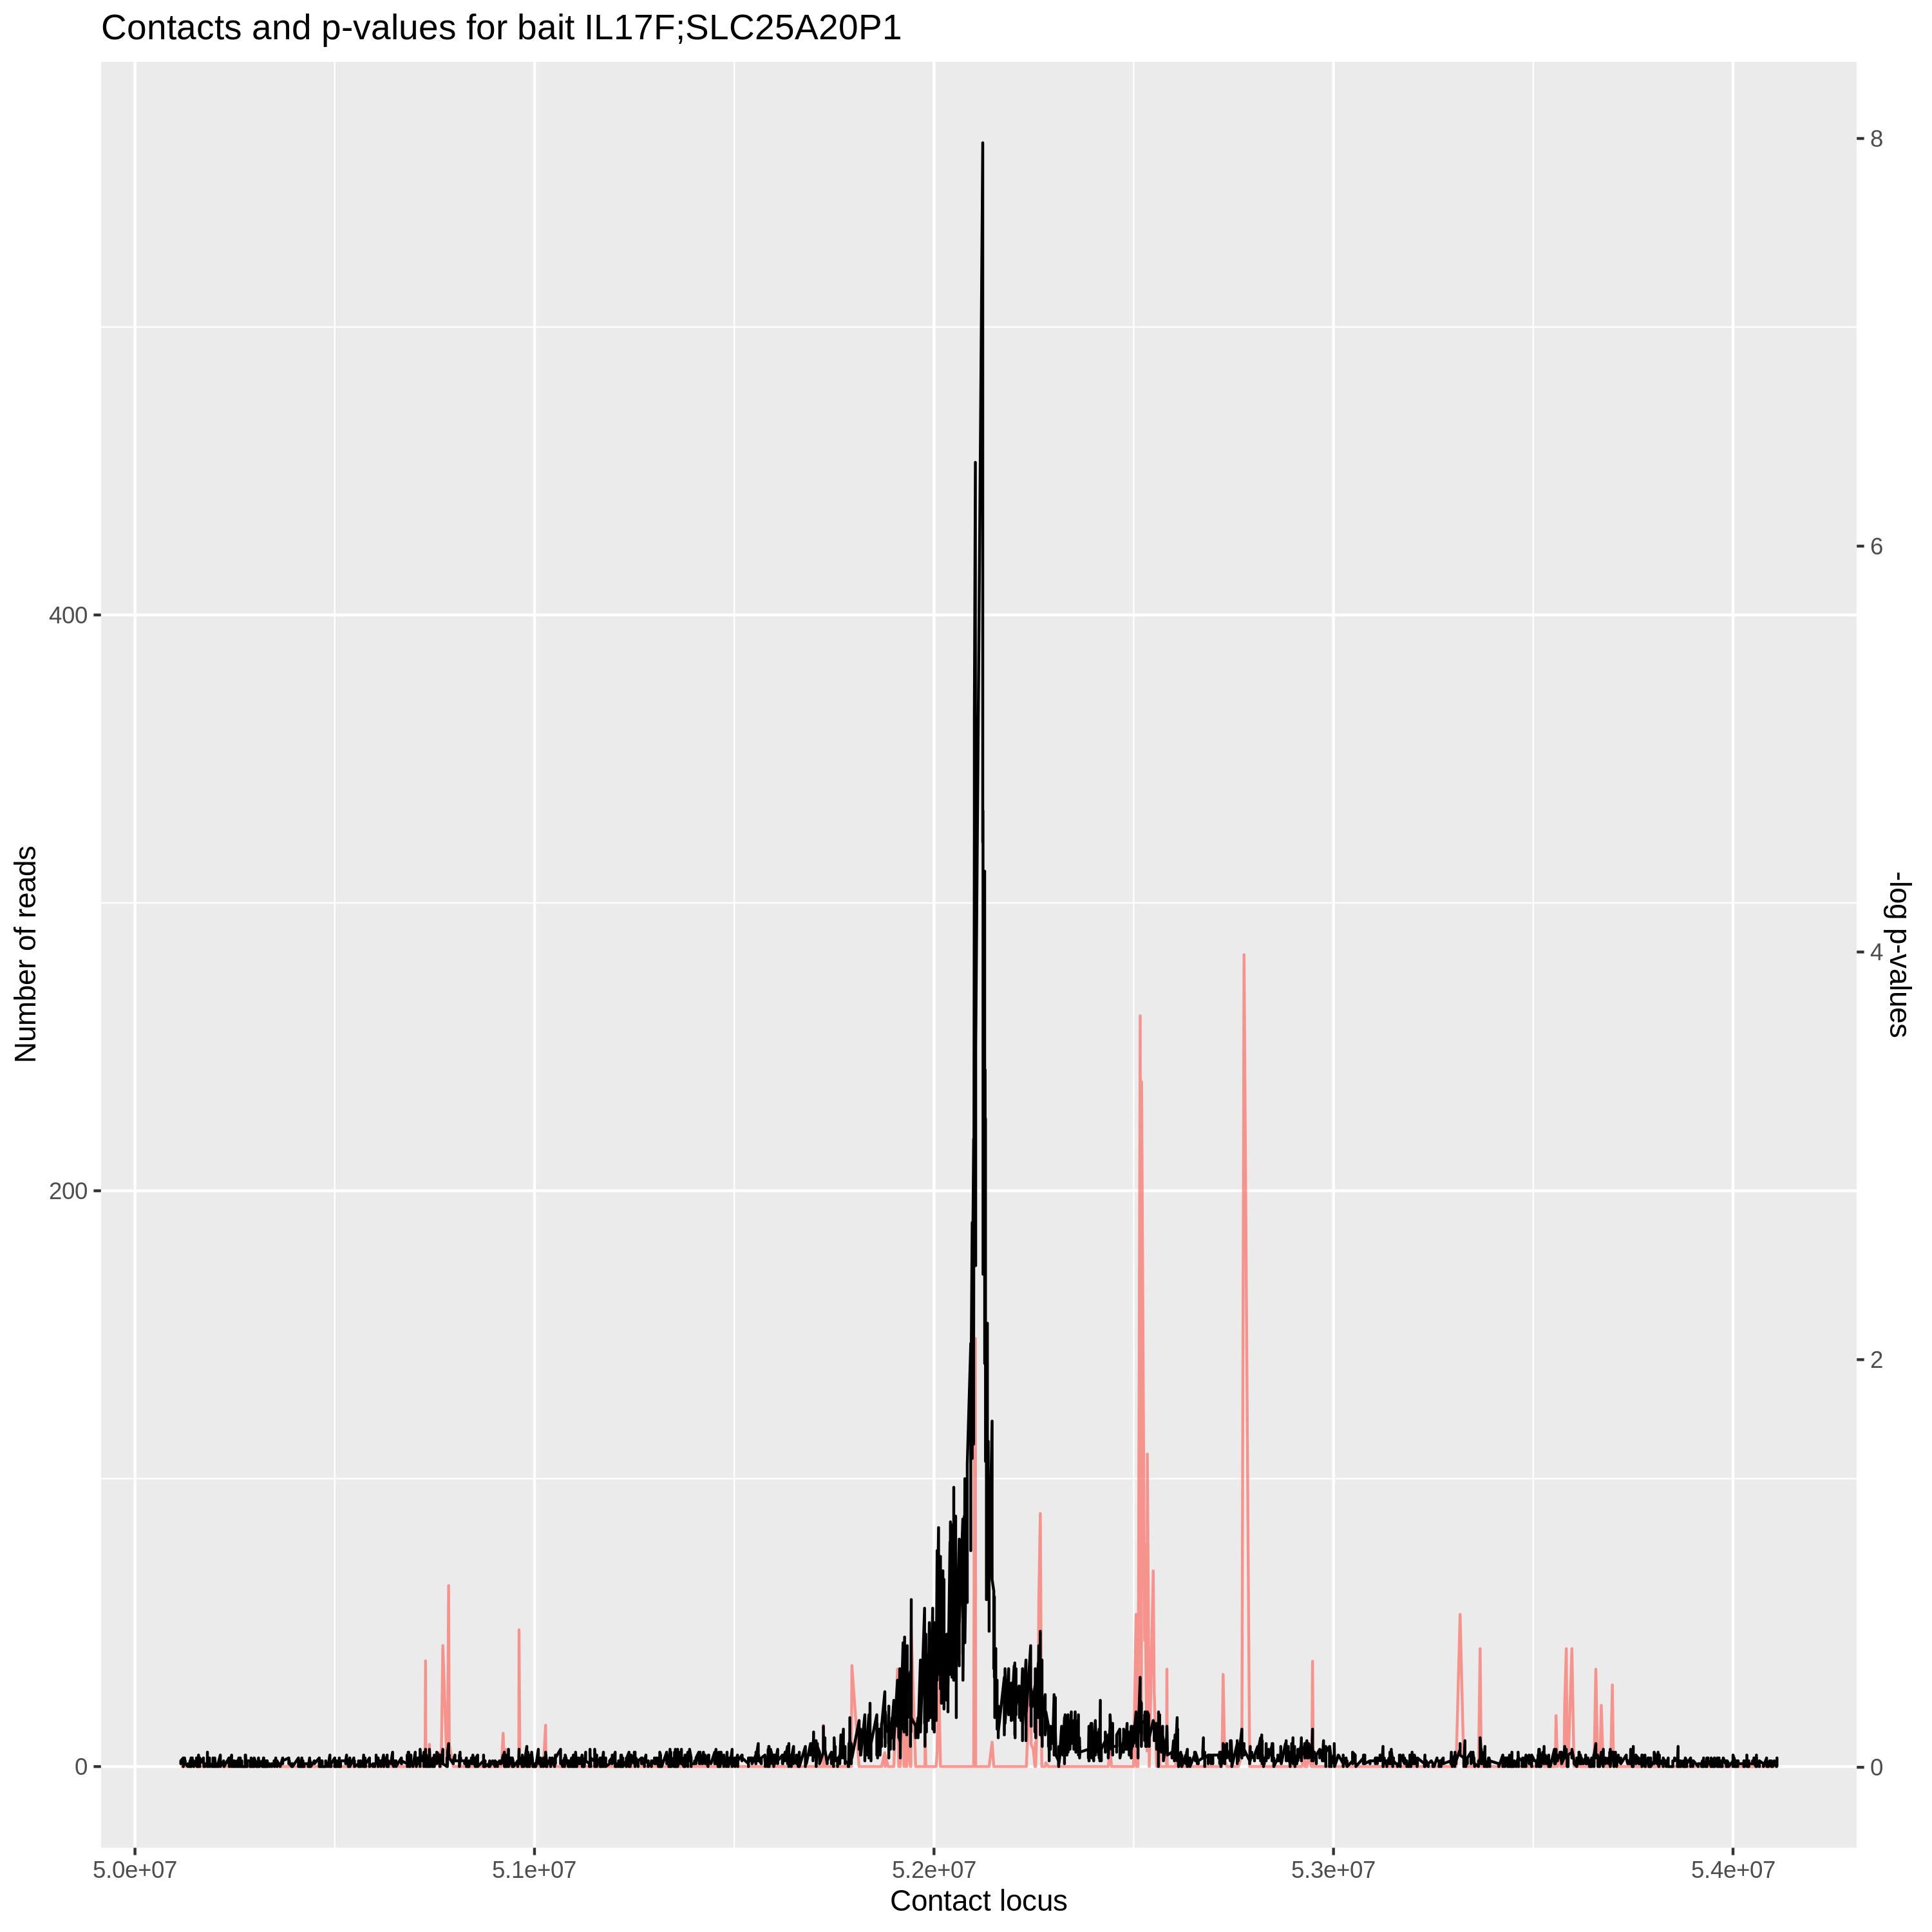 Contacts and p-values for bait IL17F;SLC25A20P1
Number of reads
400
200
0
8
6
4
2
0
-log p-values
5.0e+07 5.1e+07 5.2e+07 5.3e+07 5.4e+07
Contact locus